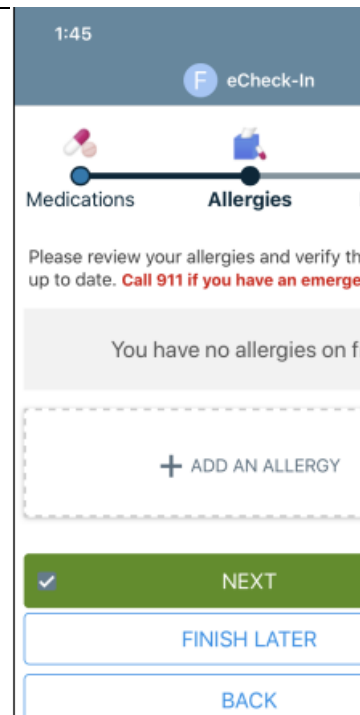 1:45
F eCheck-In
Medications Allergies
Please review your allergies and verify th
up to date. Call 911 if you have an emerge
You have no allergies on f
+ ADD AN ALLERGY
NEXT
FINISH LATER
BACK